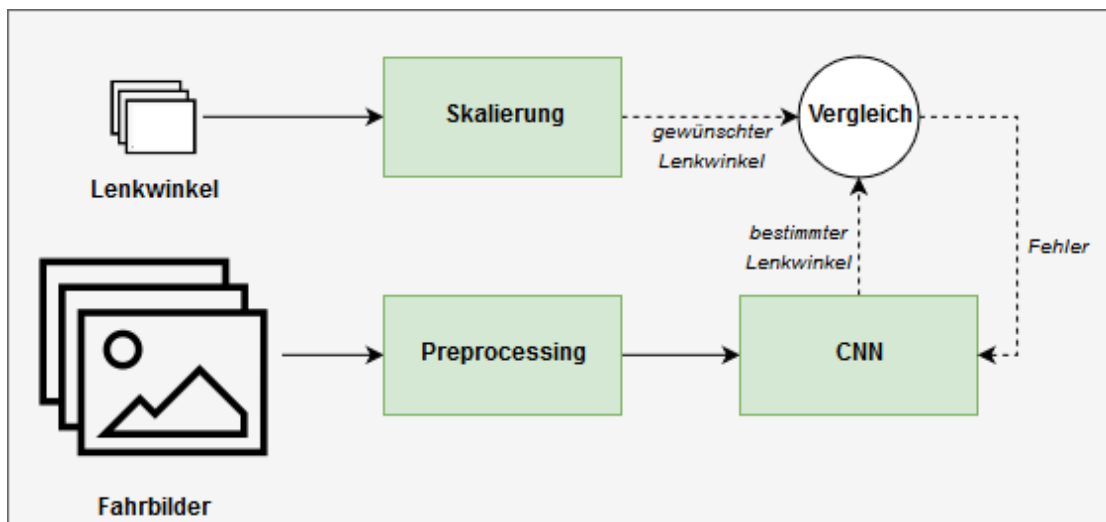 Skalierung
Vergleich
gewünschter
Lenkwinkel
Lenkwinkel
bestimmter
Lenkwinkel
Fehler
Preprocessing
CNN
Fahrbilder